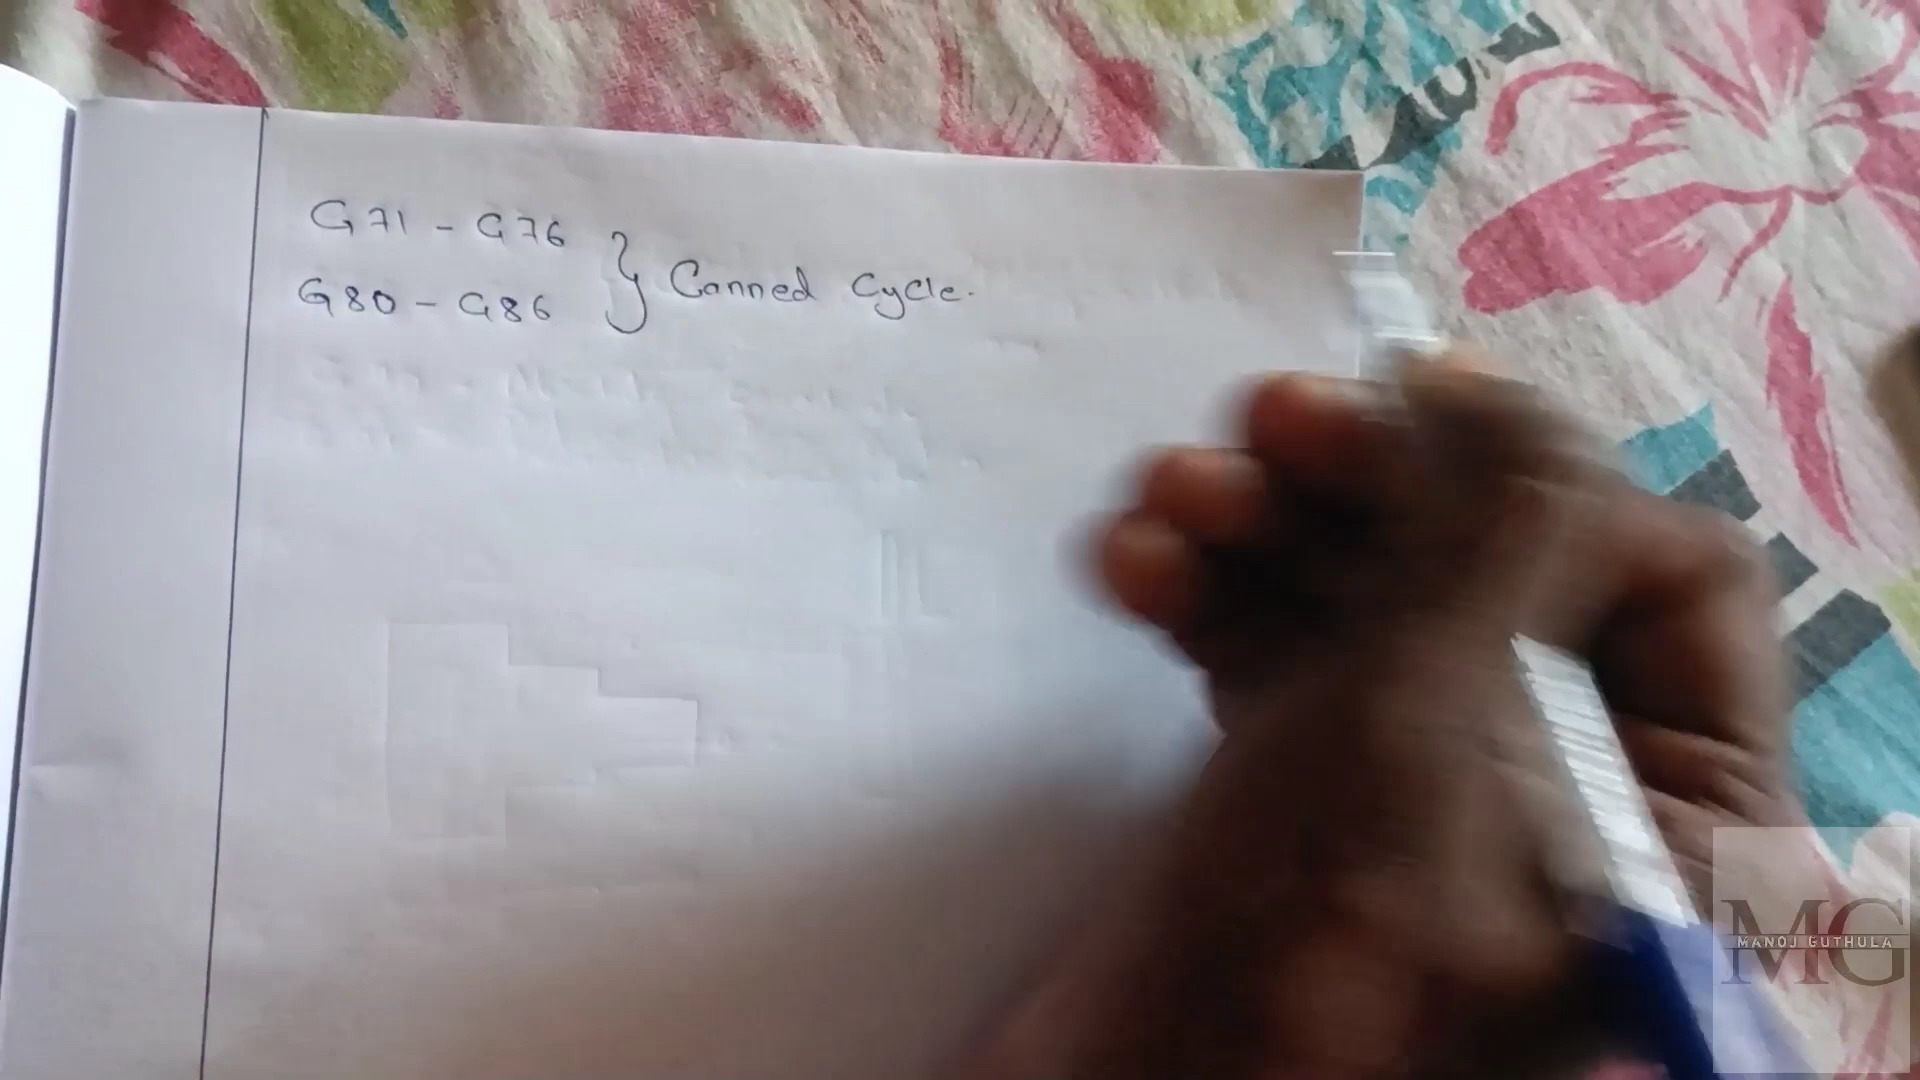 G71 - G76
G80 - G86
} Canned Cycle.
MG
MANOJ GUTHULA